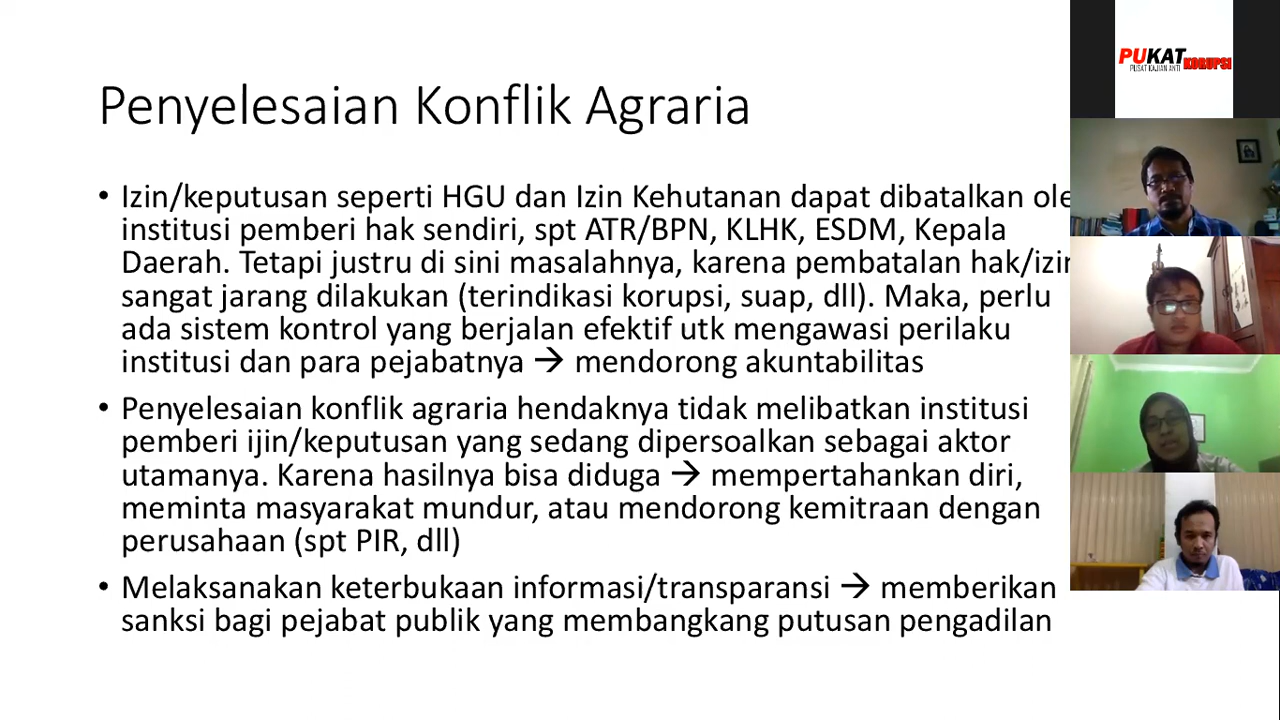 Penyelesaian Konflik Agraria
• Izin/keputusan seperti HGU dan Izin Kehutanan dapat dibatalkan ole
institusi pemberi hak sendiri, spt ATR/BPN, KLHK, ESDM, Kepala
Daerah. Tetapi justru di sini masalahnya, karena pembatalan hak/izin
sangat jarang dilakukan (terindikasi korupsi, suap, dll). Maka, perlu
ada sistem kontrol yang berjalan efektif utk mengawasi perilaku
institusi dan para pejabatnya → mendorong akuntabilitas
• Penyelesaian konflik agraria hendaknya tidak melibatkan institusi
pemberi ijin/keputusan yang sedang dipersoalkan sebagai aktor
utamanya. Karena hasilnya bisa diduga → mempertahankan diri,
meminta masyarakat mundur, atau mendorong kemitraan dengan
perusahaan (spt PIR, dll)
• Melaksanakan keterbukaan informasi/transparansi → memberikan
sanksi bagi pejabat publik yang membangkang putusan pengadilan
PUKAT
PUSAT KAJIAN ANTI KORUPSI